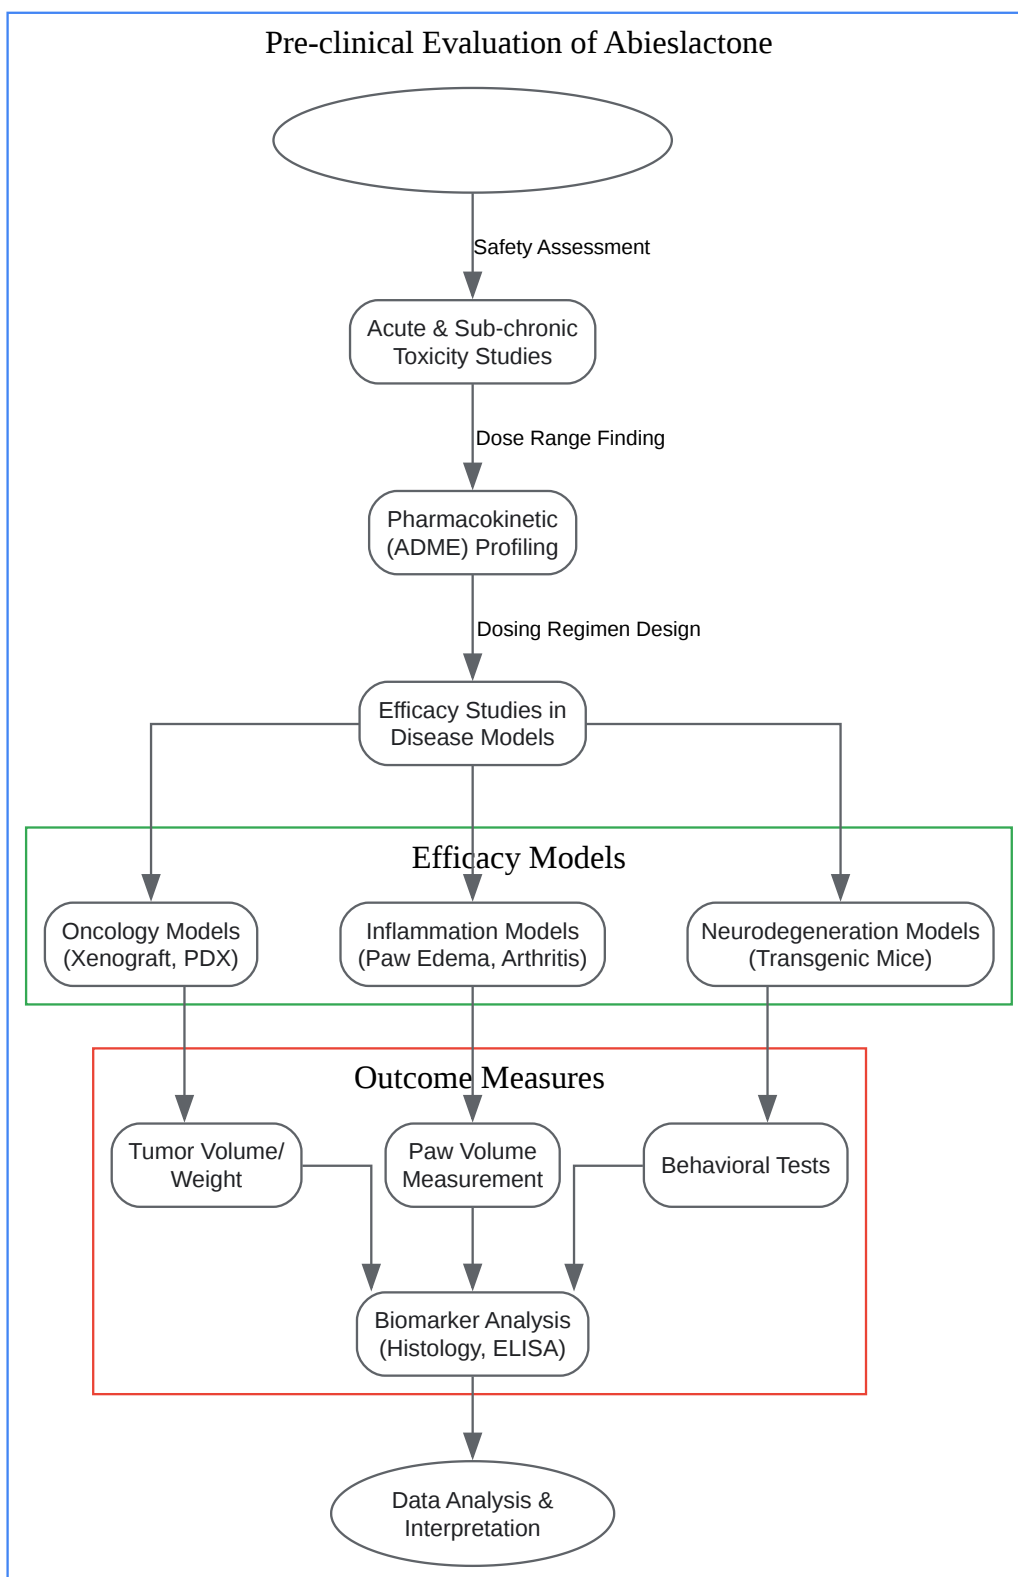 Pre-clinical Evaluation of Abieslactone
Safety Assessment
Acute & Sub-chronic
Toxicity Studies
Dose Range Finding
Pharmacokinetic
(ADME) Profiling
Dosing Regimen Design
Efficacy Studies in
Disease Models
Efficacy Models
Oncology Models
(Xenograft, PDX)
Inflammation Models
(Paw Edema, Arthritis)
Neurodegeneration Models
(Transgenic Mice)
Outcome Measures
Tumor Volume/
Weight
Paw Volume
Measurement
Behavioral Tests
Biomarker Analysis
(Histology, ELISA)
Data Analysis &
Interpretation